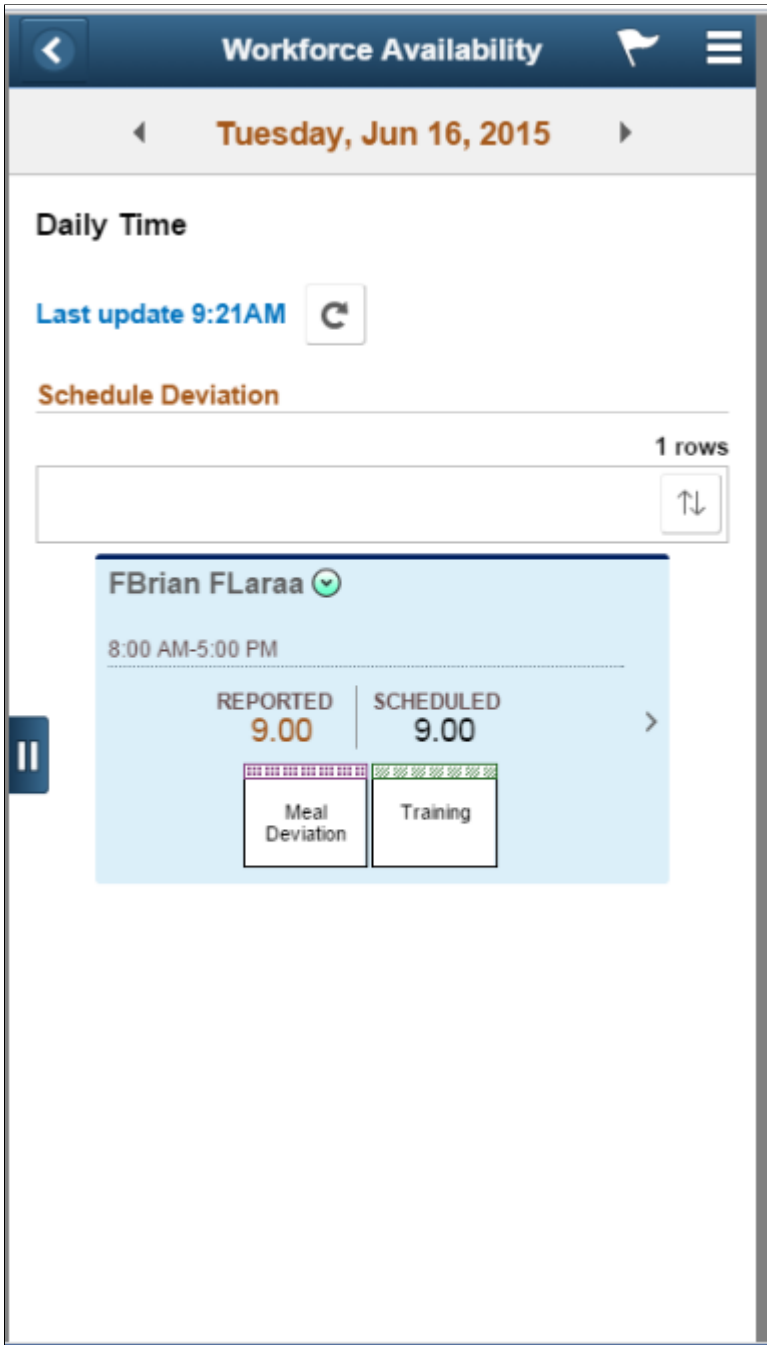 Workforce Availability
Tuesday, Jun 16, 2015
Daily Time
Last update 9:21AM
Schedule Deviation
1 rows
FBrian FLaraa
8:00 AM-5:00 PM
REPORTED SCHEDULED
9.00 9.00
Meal Training
Deviation